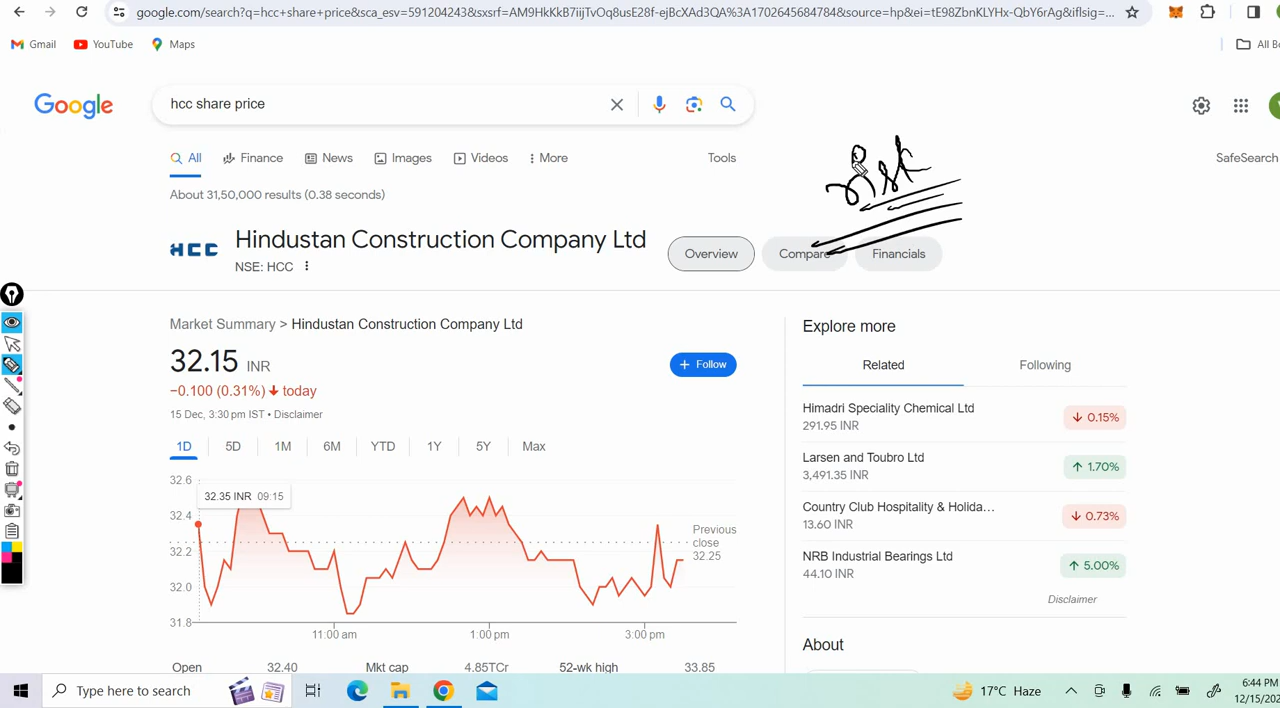 google.com/search?q=hcc+share+price&sca_esv=591204243&sxsrf=AM9HkKkB7iijTvOq8usE28f-ejBcXAd3QA%3A1702645684784&source=hp&ei=tE98ZbnKLYHx-QbY6rAg&iflsig=...
Gmail YouTube Maps All Bo
Google hcc share price
All Finance News Images Videos More Tools SafeSearch
Risk
About 31,50,000 results (0.38 seconds)
HCC Hindustan Construction Company Ltd
NSE: HCC
Overview Compare Financials
Market Summary > Hindustan Construction Company Ltd
32.15 INR
+ Follow
−0.100 (0.31%) today
15 Dec, 3:30 pm IST • Disclaimer
1D 5D 1M 6M YTD 1Y 5Y Max
32.6
32.4
32.2
32.0
31.8
32.35 INR 09:15
Previous
close
32.25
11:00 am 1:00 pm 3:00 pm
Open 32.40 Mkt cap 4.85TCr 52-wk high 33.85
Explore more
Related Following
Himadri Speciality Chemical Ltd
291.95 INR
0.15%
Larsen and Toubro Ltd
3,491.35 INR
1.70%
Country Club Hospitality & Holida...
13.60 INR
0.73%
NRB Industrial Bearings Ltd
44.10 INR
5.00%
Disclaimer
About
Type here to search 17°C Haze 6:44 PM
12/15/202